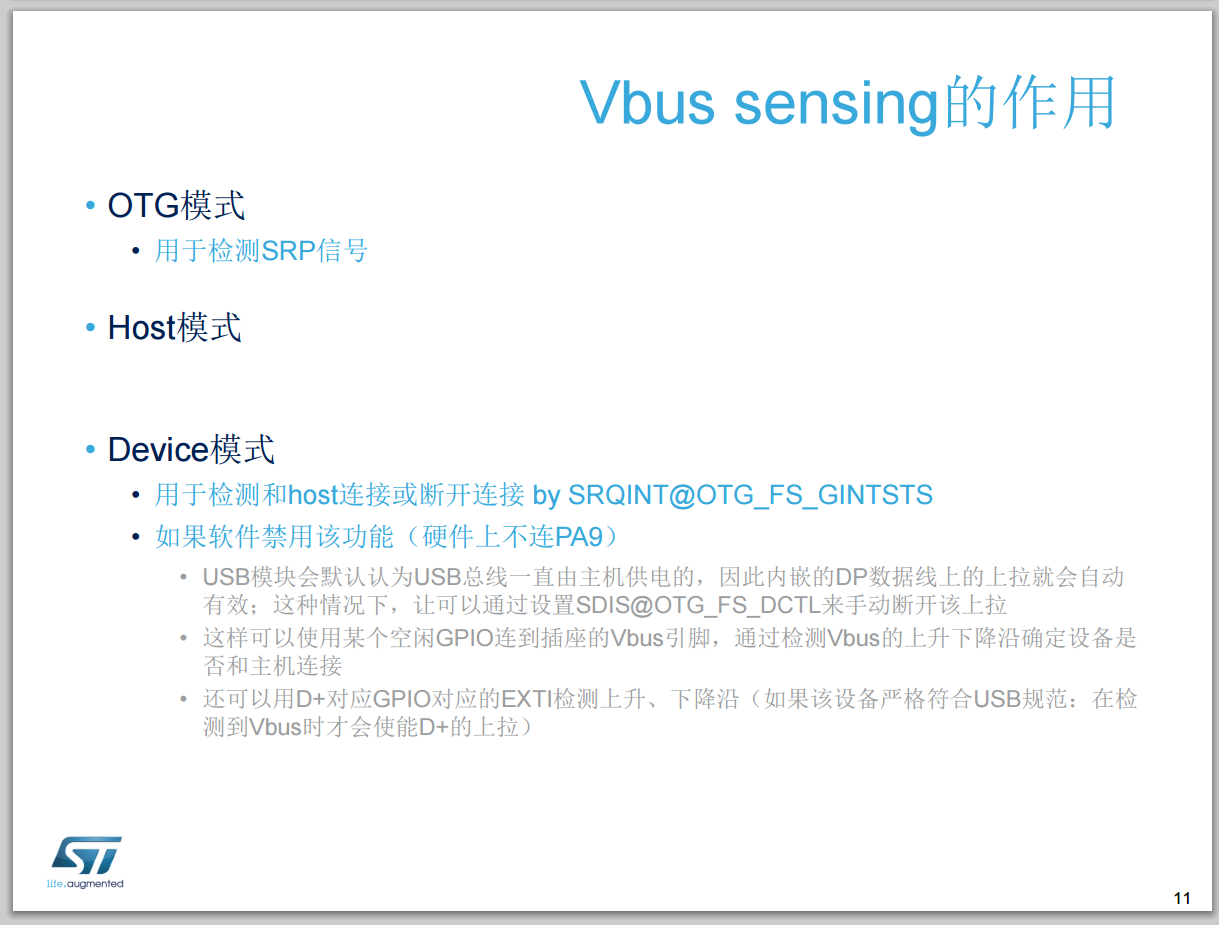 Vbus sensing的作用
• OTG模式
• 用于检测SRP信号
• Host模式
• Device模式
• 用于检测和host连接或断开连接 by SRQINT@OTG_FS_GINTSTS
• 如果软件禁用该功能（硬件上不连PA9）
• USB模块会默认认为USB总线一直由主机供电的，因此内嵌的DP数据线上的上拉就会自动
有效；这种情况下，让可以通过设置SDIS@OTG_FS_DCTL来手动断开该上拉
• 这样可以使用某个空闲GPIO连到插座的Vbus引脚，通过检测Vbus的上升下降沿确定设备是
否和主机连接
• 还可以用D+对应GPIO对应的EXTI检测上升、下降沿（如果该设备严格符合USB规范：在检
测到Vbus时才会使能D+的上拉）
ST
life.augmented
11